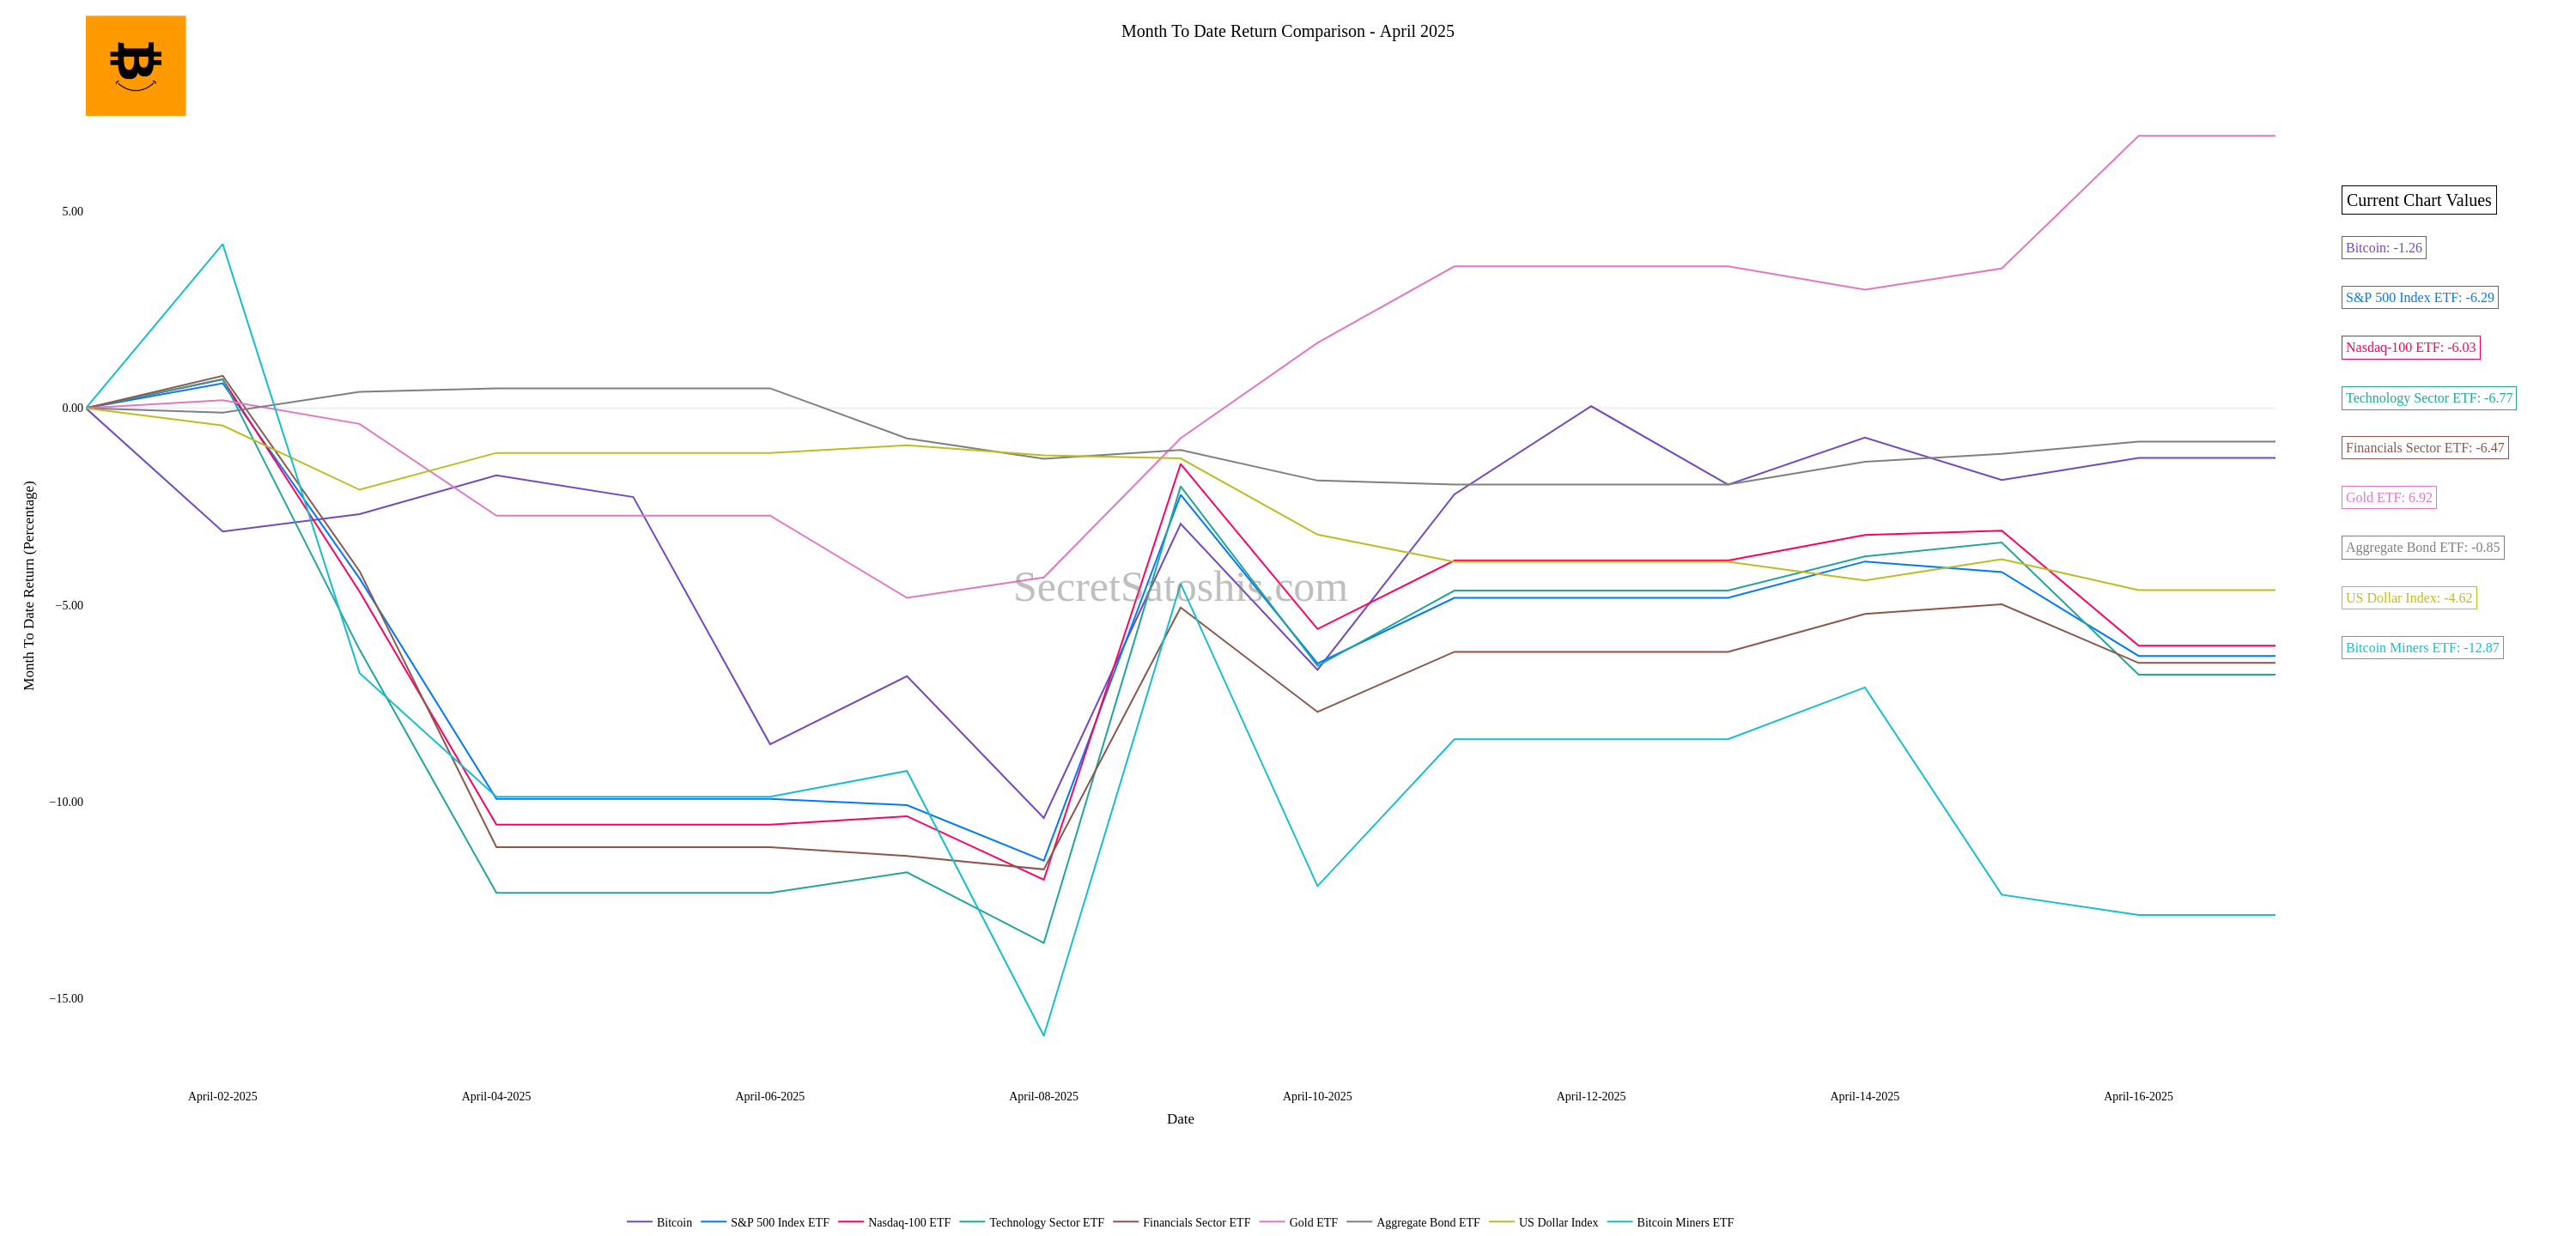 Month To Date Return Comparison - April 2025
5.00
0.00
−5.00
−10.00
−15.00
Month To Date Return (Percentage)
SecretSatoshis.com
Current Chart Values
Bitcoin: -1.26
S&P 500 Index ETF: -6.29
Nasdaq-100 ETF: -6.03
Technology Sector ETF: -6.77
Financials Sector ETF: -6.47
Gold ETF: 6.92
Aggregate Bond ETF: -0.85
US Dollar Index: -4.62
Bitcoin Miners ETF: -12.87
April-02-2025 April-04-2025 April-06-2025 April-08-2025 April-10-2025 April-12-2025 April-14-2025 April-16-2025
Date
Bitcoin S&P 500 Index ETF Nasdaq-100 ETF Technology Sector ETF Financials Sector ETF Gold ETF Aggregate Bond ETF US Dollar Index Bitcoin Miners ETF